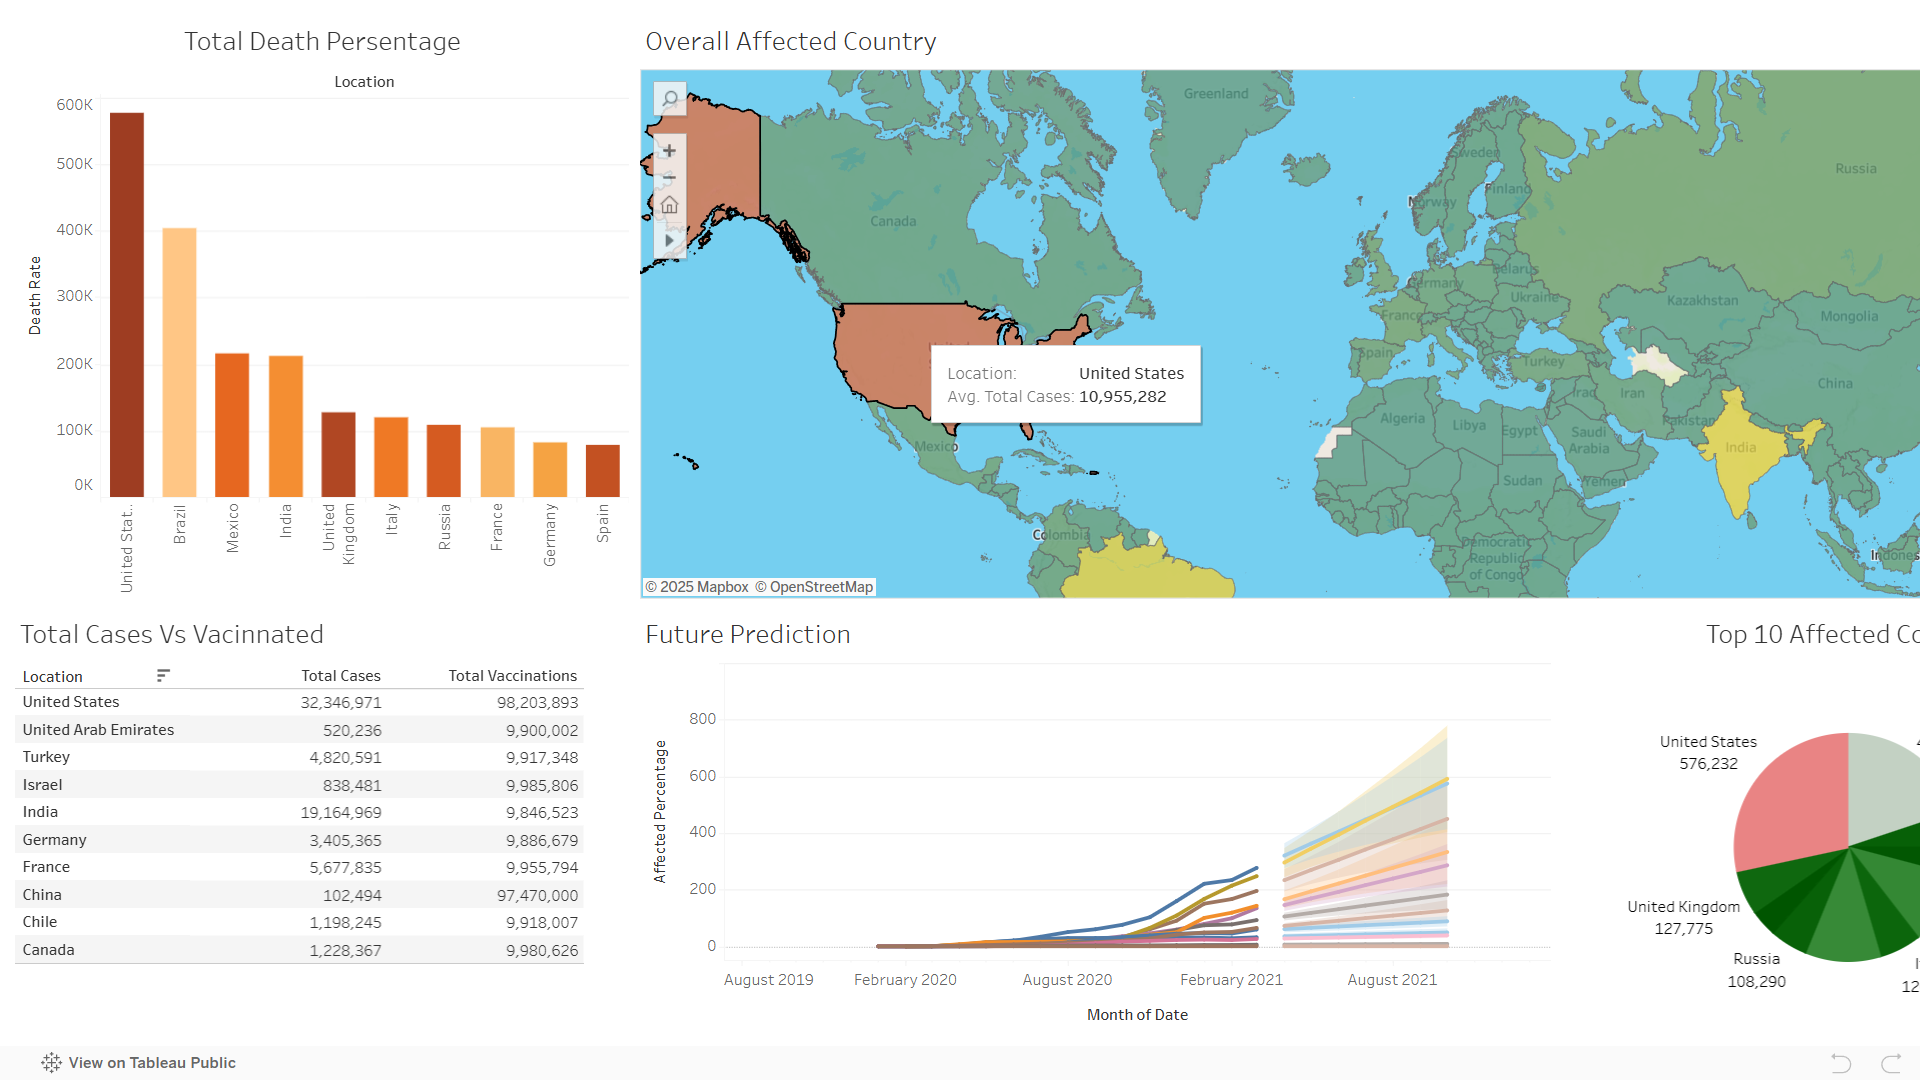 Total Death Persentage
Location
600K
500K
400K
300K
200K
100K
0K
Death Rate
United Stat..
Brazil
Mexico
India
United
Kingdom
Italy
Russia
France
Germany
Spain
Overall Affected Country
Greenland
Russia
Canada
Sweden
Finland
Norway
Belarus
Germany
Ukraine
France
Kazakhstan
Mongolia
Spain
Turkey
China
Iraq
Iran
Algeria
Libya
Egypt
Pakistan
Saudi
Arabia
India
Mexico
Sudan
Yemen
Colombia
Democratic
Republic
of Congo
Indones
Location: United States
Avg. Total Cases: 10,955,282
© 2025 Mapbox © OpenStreetMap
Total Cases Vs Vacinnated
Location Total Cases Total Vaccinations
United States 32,346,971 98,203,893
United Arab Emirates 520,236 9,900,002
Turkey 4,820,591 9,917,348
Israel 838,481 9,985,806
India 19,164,969 9,846,523
Germany 3,405,365 9,886,679
France 5,677,835 9,955,794
China 102,494 97,470,000
Chile 1,198,245 9,918,007
Canada 1,228,367 9,980,626
Future Prediction
Affected Percentage
800
600
400
200
0
August 2019
February 2020
August 2020
February 2021
August 2021
Month of Date
Top 10 Affected Co
United States
576,232
United Kingdom
127,775
Russia
108,290
12
View on Tableau Public